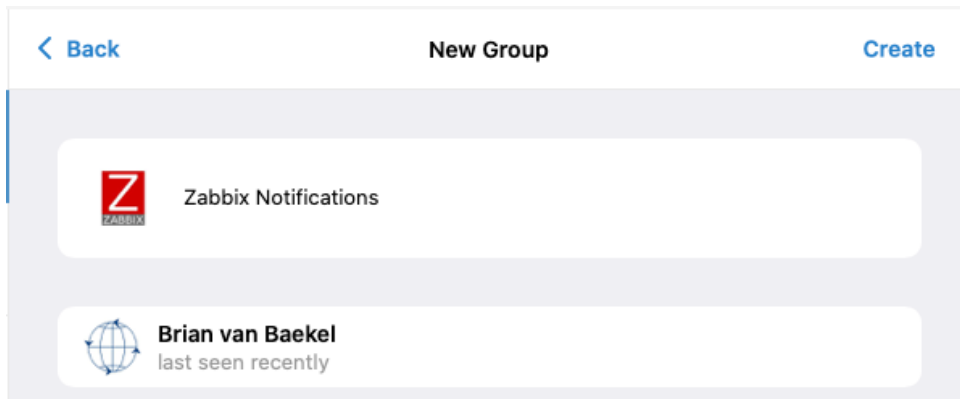 Back New Group Create
Z
ZABBIX
Zabbix Notifications
Brian van Baekel
last seen recently